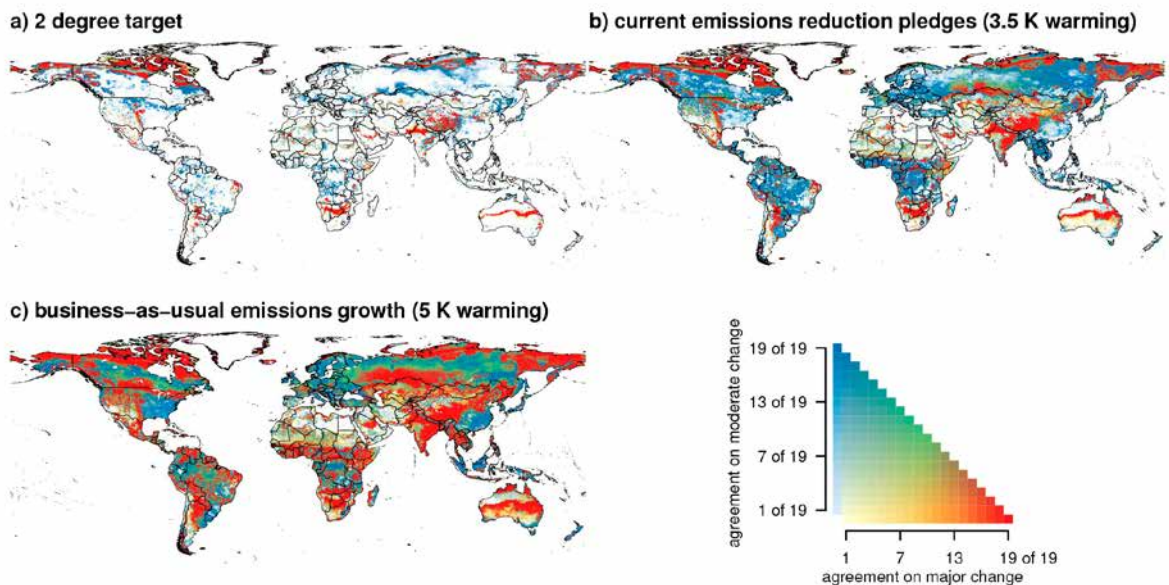 a) 2 degree target
b) current emissions reduction pledges (3.5 K warming)
c) business-as-usual emissions growth (5 K warming)
agreement on moderate change
19 of 19
13 of 19
7 of 19
1 of 19
1 7 13 19 of 19
agreement on major change